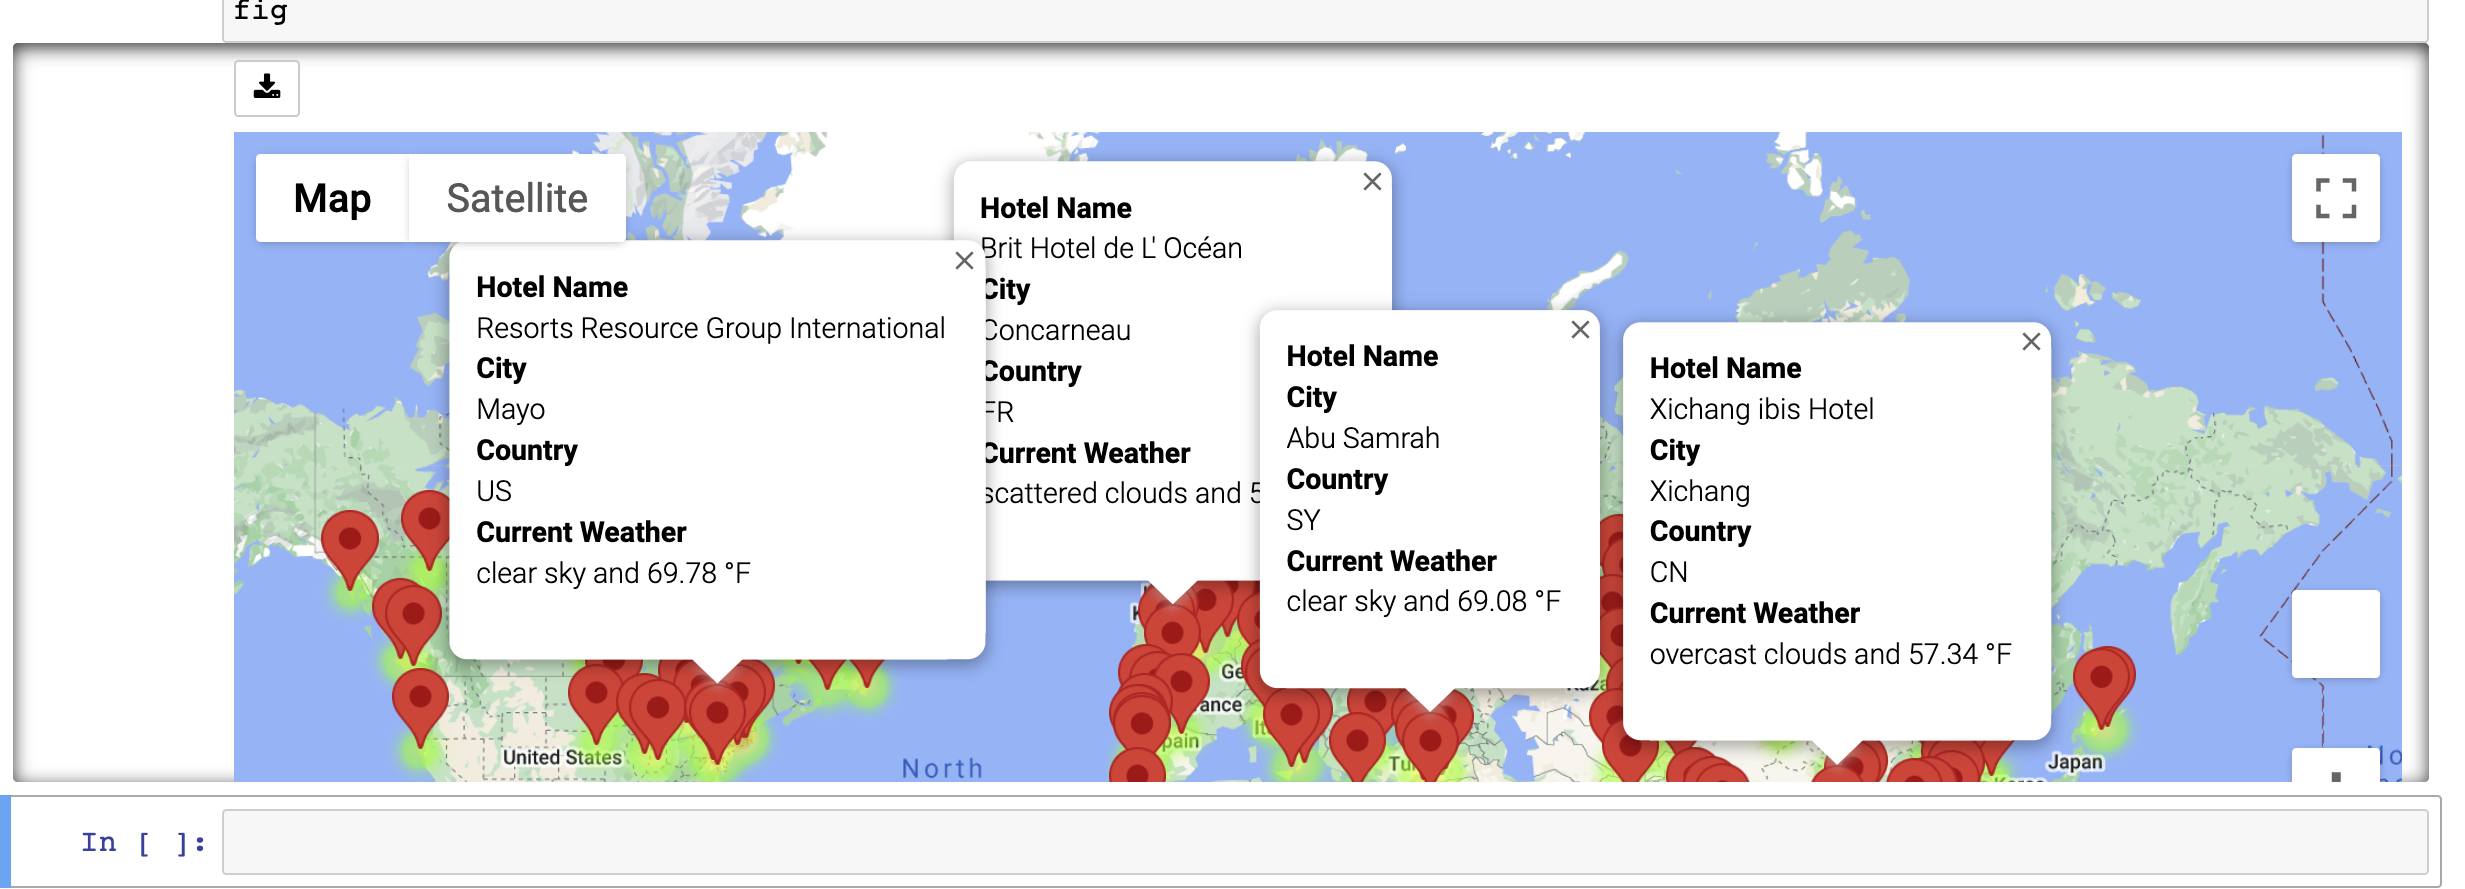 fig
Map
Satellite
Hotel Name
Resorts Resource Group International
City
Mayo
Country
US
Current Weather
clear sky and 69.78 °F
Hotel Name
Brit Hotel de L' Océan
City
Concarneau
Country
FR
Current Weather
scattered clouds and 5
Hotel Name
City
Abu Samrah
Country
SY
Current Weather
clear sky and 69.08 °F
Hotel Name
Xichang ibis Hotel
City
Xichang
Country
CN
Current Weather
overcast clouds and 57.34 °F
United States
North
Japan
In [ ]: